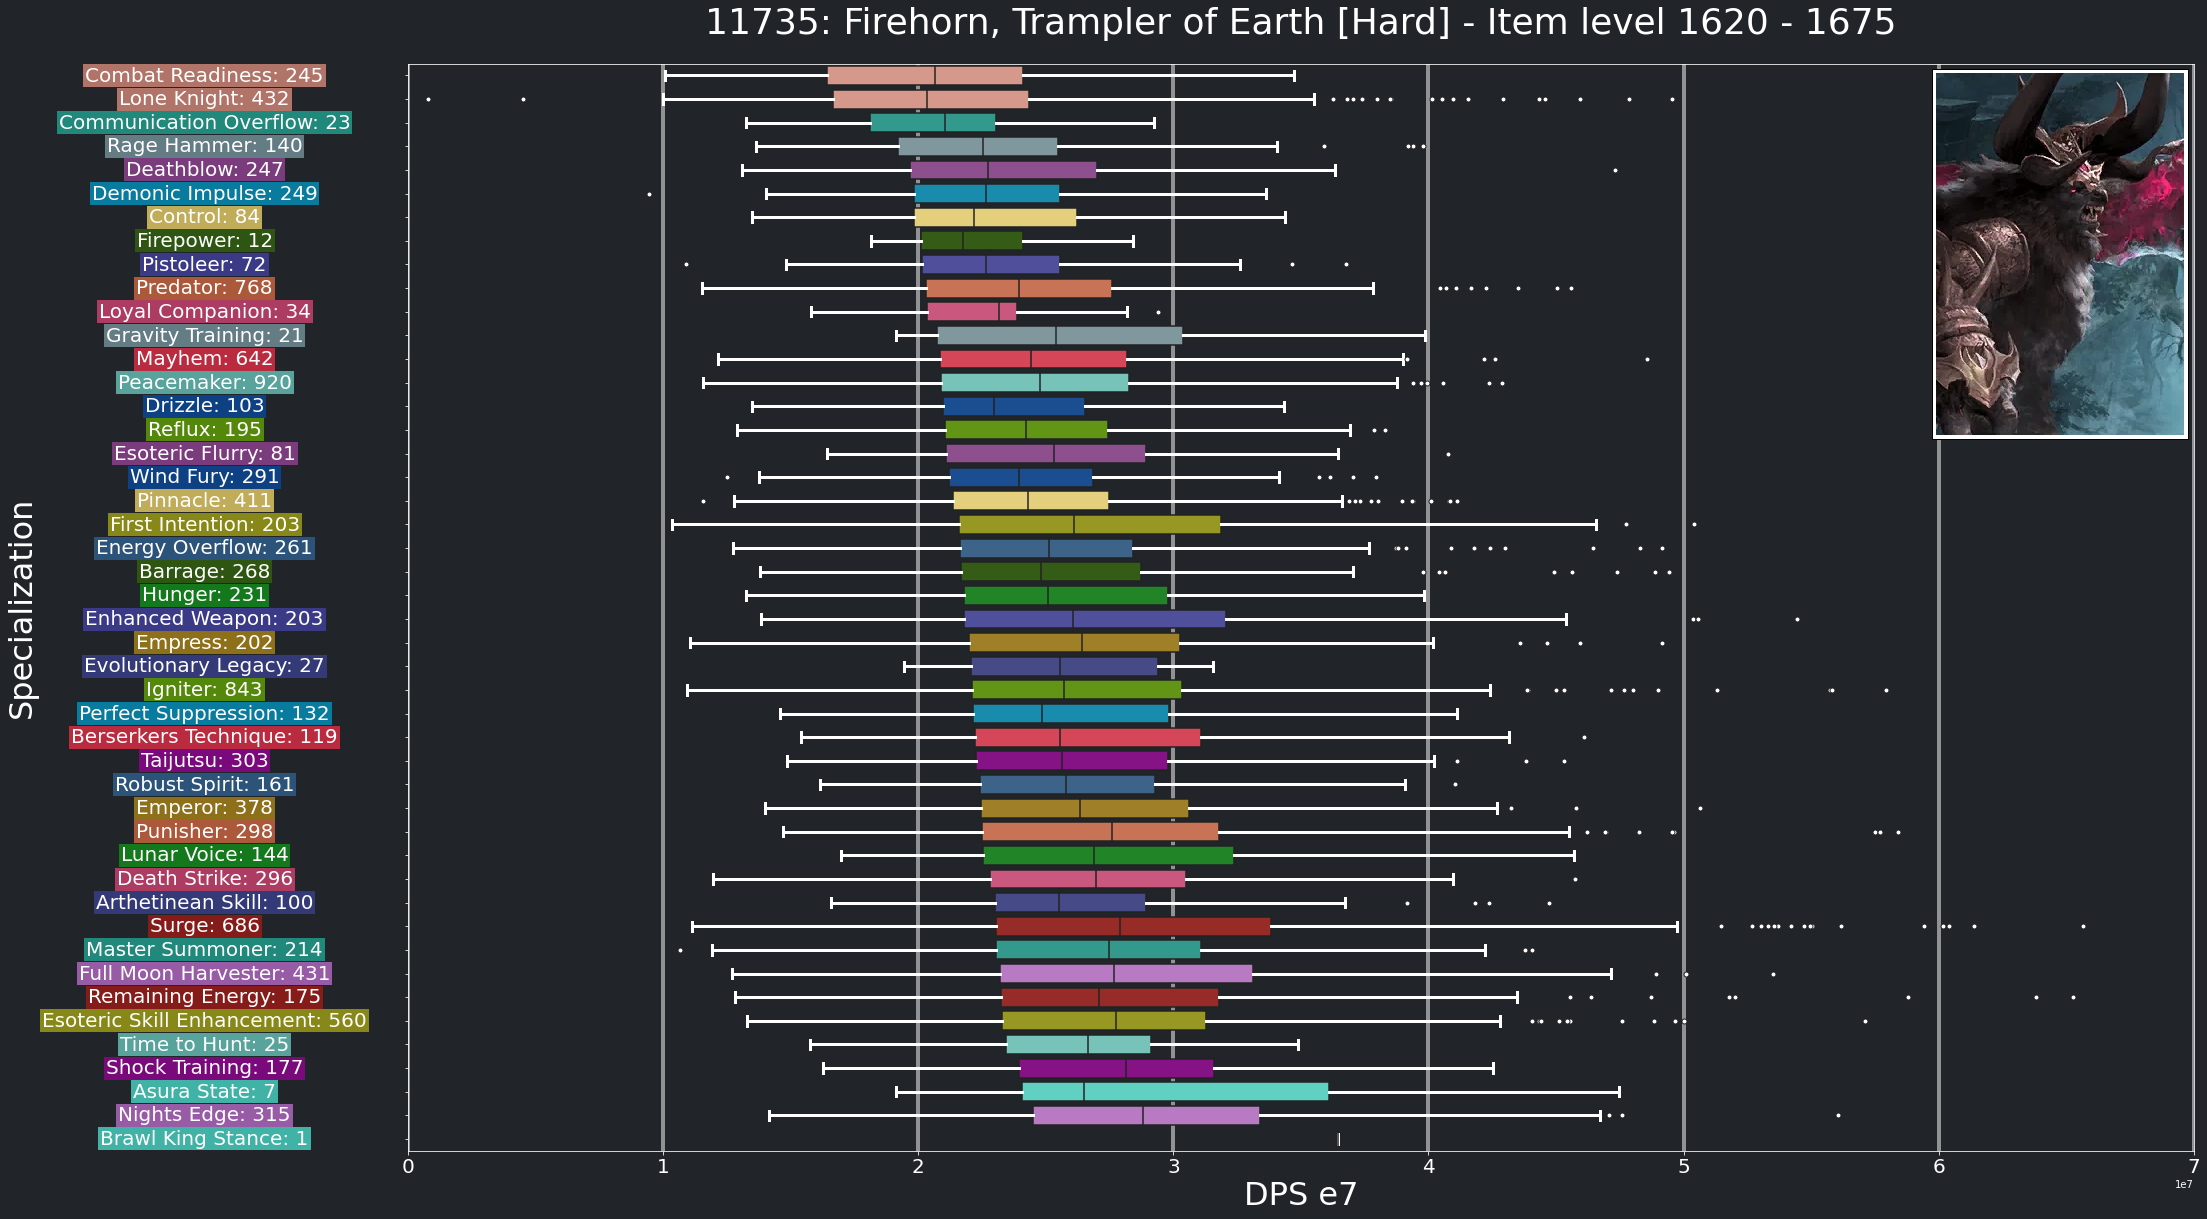 11735: Firehorn, Trampler of Earth [Hard] - Item level 1620 - 1675
Specialization
Combat Readiness: 245
Lone Knight: 432
Communication Overflow: 23
Rage Hammer: 140
Deathblow: 247
Demonic Impulse: 249
Control: 84
Firepower: 12
Pistoleer: 72
Predator: 768
Loyal Companion: 34
Gravity Training: 21
Mayhem: 642
Peacemaker: 920
Drizzle: 103
Reflux: 195
Esoteric Flurry: 81
Wind Fury: 291
Pinnacle: 411
First Intention: 203
Energy Overflow: 261
Barrage: 268
Hunger: 231
Enhanced Weapon: 203
Empress: 202
Evolutionary Legacy: 27
Igniter: 843
Perfect Suppression: 132
Berserkers Technique: 119
Taijutsu: 303
Robust Spirit: 161
Emperor: 378
Punisher: 298
Lunar Voice: 144
Death Strike: 296
Arthetinean Skill: 100
Surge: 686
Master Summoner: 214
Full Moon Harvester: 431
Remaining Energy: 175
Esoteric Skill Enhancement: 560
Time to Hunt: 25
Shock Training: 177
Asura State: 7
Nights Edge: 315
Brawl King Stance: 1
0 1 2 3 4 5 6 7
1e7
DPS e7